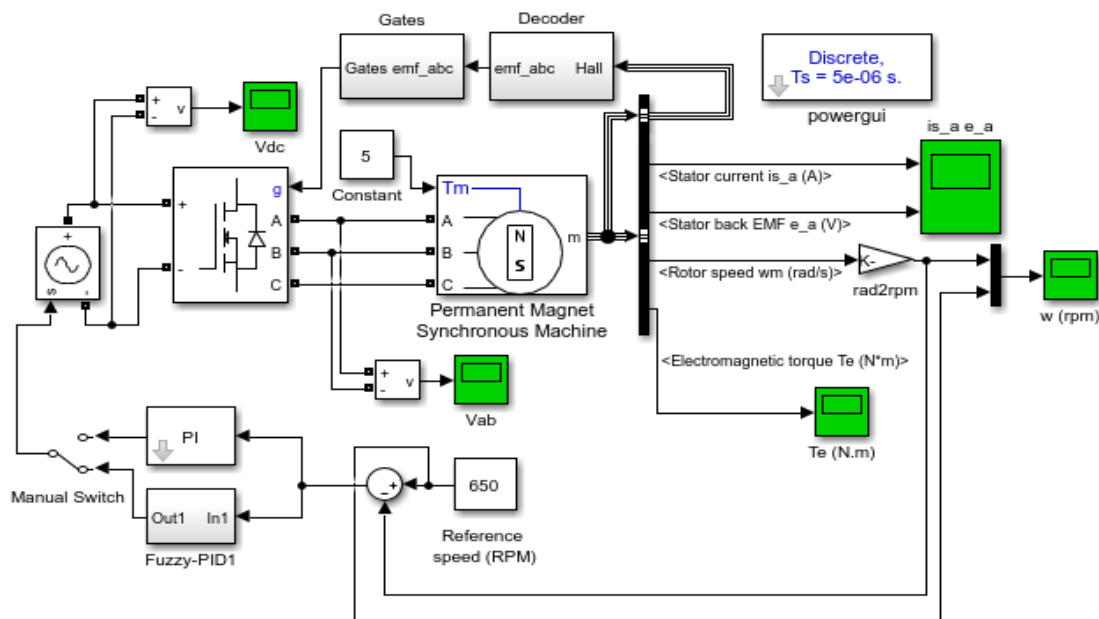 Gates
Decoder
Gates emf_abc
emf_abc
Hall
Discrete,
Ts = 5e-06 s.
powergui
+
-
v
Vdc
is_a e_a
5
Constant
g
+
-
A
B
C
Tm
A
B
C
N
S
m
<Stator current is_a (A)>
<Stator back EMF e_a (V)>
<Rotor speed wm (rad/s)>
K-
rad2rpm
w (rpm)
+
-
s
Permanent Magnet
Synchronous Machine
<Electromagnetic torque Te (N*m)>
+
-
v
Vab
Te (N.m)
PI
Manual Switch
Out1
In1
Fuzzy-PID1
-
+
650
Reference
speed (RPM)